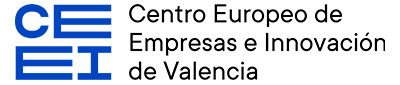 CE
EI
Centro Europeo de
Empresas e Innovación
de Valencia